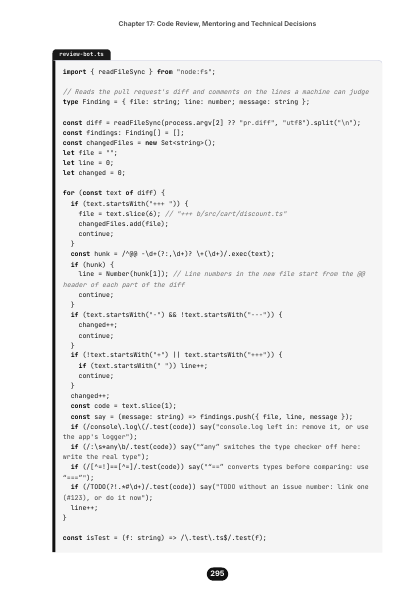 Chapter 17: Code Review, Mentoring and Technical Decisions
review-bot.ts
import { readFileSync } from "node:fs";
// Reads the pull request's diff and comments on the lines a machine can judge
type Finding = { file: string; line: number; message: string };
const diff = readFileSync(process.argv[2] ?? "pr.diff", "utf8").split("\n");
const findings: Finding[] = [];
const changedFiles = new Set<string>();
let file = "";
let line = 0;
let changed = 0;
for (const text of diff) {
if (text.startsWith("+++ ")) {
file = text.slice(6); // "+++ b/src/cart/discount.ts"
changedFiles.add(file);
continue;
}
const hunk = /^@@ -\d+(?:,\d+)? \+(\d+)/.exec(text);
if (hunk) {
line = Number(hunk[1]); // Line numbers in the new file start from the @@
header of each part of the diff
continue;
}
if (text.startsWith("-") && !text.startsWith("---")) {
changed++;
continue;
}
if (!text.startsWith("+") || text.startsWith("+++")) {
if (text.startsWith(" ")) line++;
continue;
}
changed++;
const code = text.slice(1);
const say = (message: string) => findings.push({ file, line, message });
if (/console\.log\(/.test(code)) say("console.log left in: remove it, or use
the app's logger");
if (/:\s*any\b/.test(code)) say("“any” switches the type checker off here:
write the real type");
if (/[^=!]==[^=]/.test(code)) say("“==” converts types before comparing: use
“===”");
if (/TODO(?!.*#\d+)/.test(code)) say("TODO without an issue number: link one
(#123), or do it now");
line++;
}
const isTest = (f: string) => /\.test\.ts$/.test(f);
295